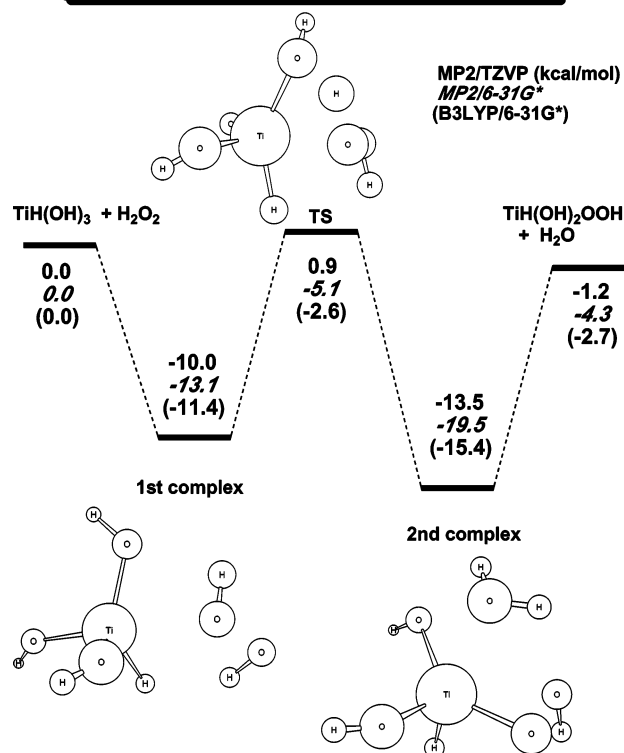 H
O
H
Ti
O
O
H
O
H
H
MP2/TZVP (kcal/mol)
MP2/6-31G*
(B3LYP/6-31G*)
TiH(OH)₃ + H₂O₂
TS
TiH(OH)₂OOH
+ H₂O
0.0
0.0
(0.0)
0.9
-5.1
(-2.6)
-1.2
-4.3
(-2.7)
-10.0
-13.1
(-11.4)
-13.5
-19.5
(-15.4)
1st complex
2nd complex
H
O
H
O
Ti
O
O
H
O
H
H
H
H
O
H
O
H
Ti
O
H
O
O
H
H